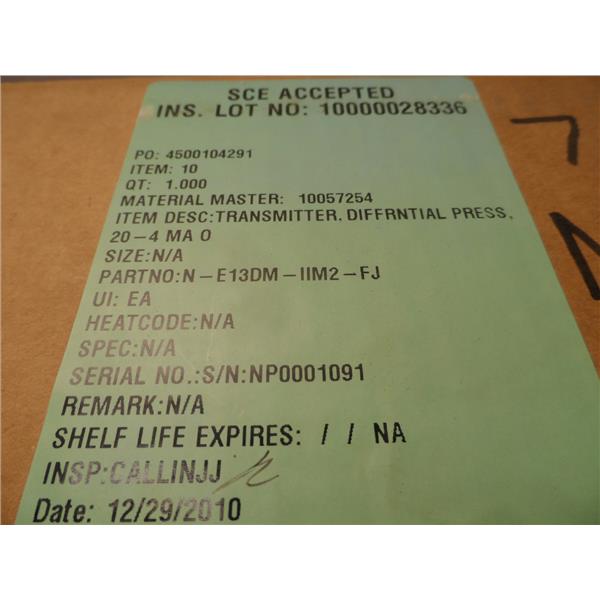 SCE ACCEPTED
INS. LOT NO: 10000028336
PO: 4500104291
ITEM: 10
QT: 1.000
MATERIAL MASTER: 10057254
ITEM DESC:TRANSMITTER. DIFFRNTIAL PRESS,
20-4 MA O
SIZE:N/A
PARTNO:N-E13DM-IIM2-FJ
UI: EA
HEATCODE:N/A
SPEC:N/A
SERIAL NO.:S/N:NP0001091
REMARK:N/A
SHELF LIFE EXPIRES: / / NA
INSP:CALLINJJ
Date: 12/29/2010